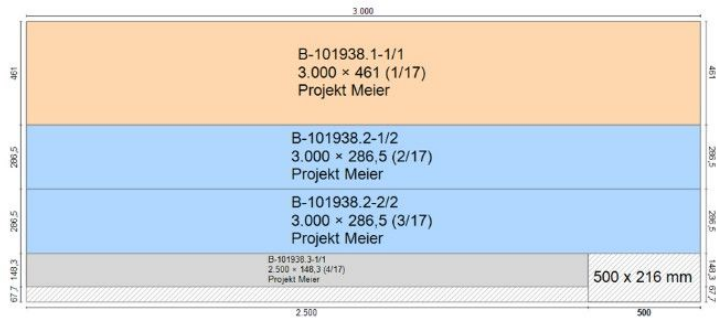 3.000
461
B-101938.1-1/1
3.000 × 461 (1/17)
Projekt Meier
461
286,5
B-101938.2-1/2
3.000 × 286,5 (2/17)
Projekt Meier
286,5
286,5
B-101938.2-2/2
3.000 × 286,5 (3/17)
Projekt Meier
286,5
148,3
B-101938.3-1/1
2.500 × 148,3 (4/17)
Projekt Meier
500 x 216 mm
148,3
67,7
67,7
2.500
500